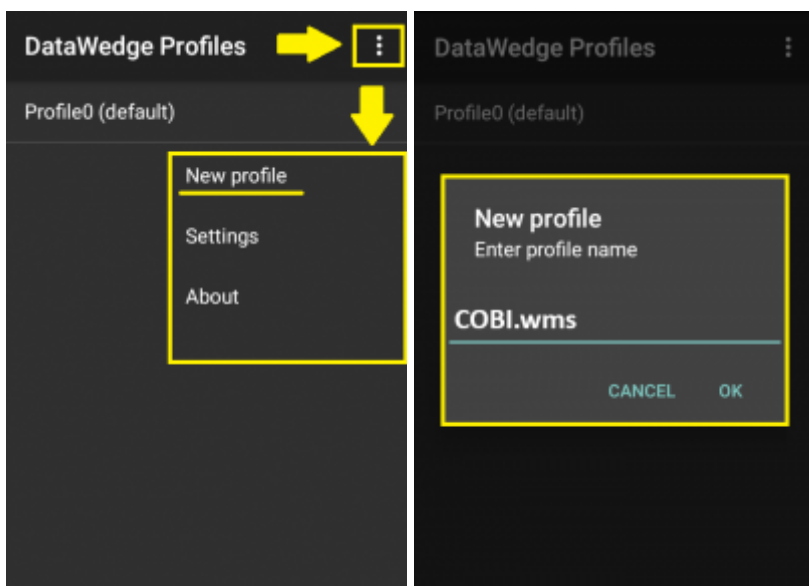 DataWedge Profiles
Profile0 (default)
New profile
Settings
About
DataWedge Profiles
Profile0 (default)
New profile
Enter profile name
COBI.wms
CANCEL OK